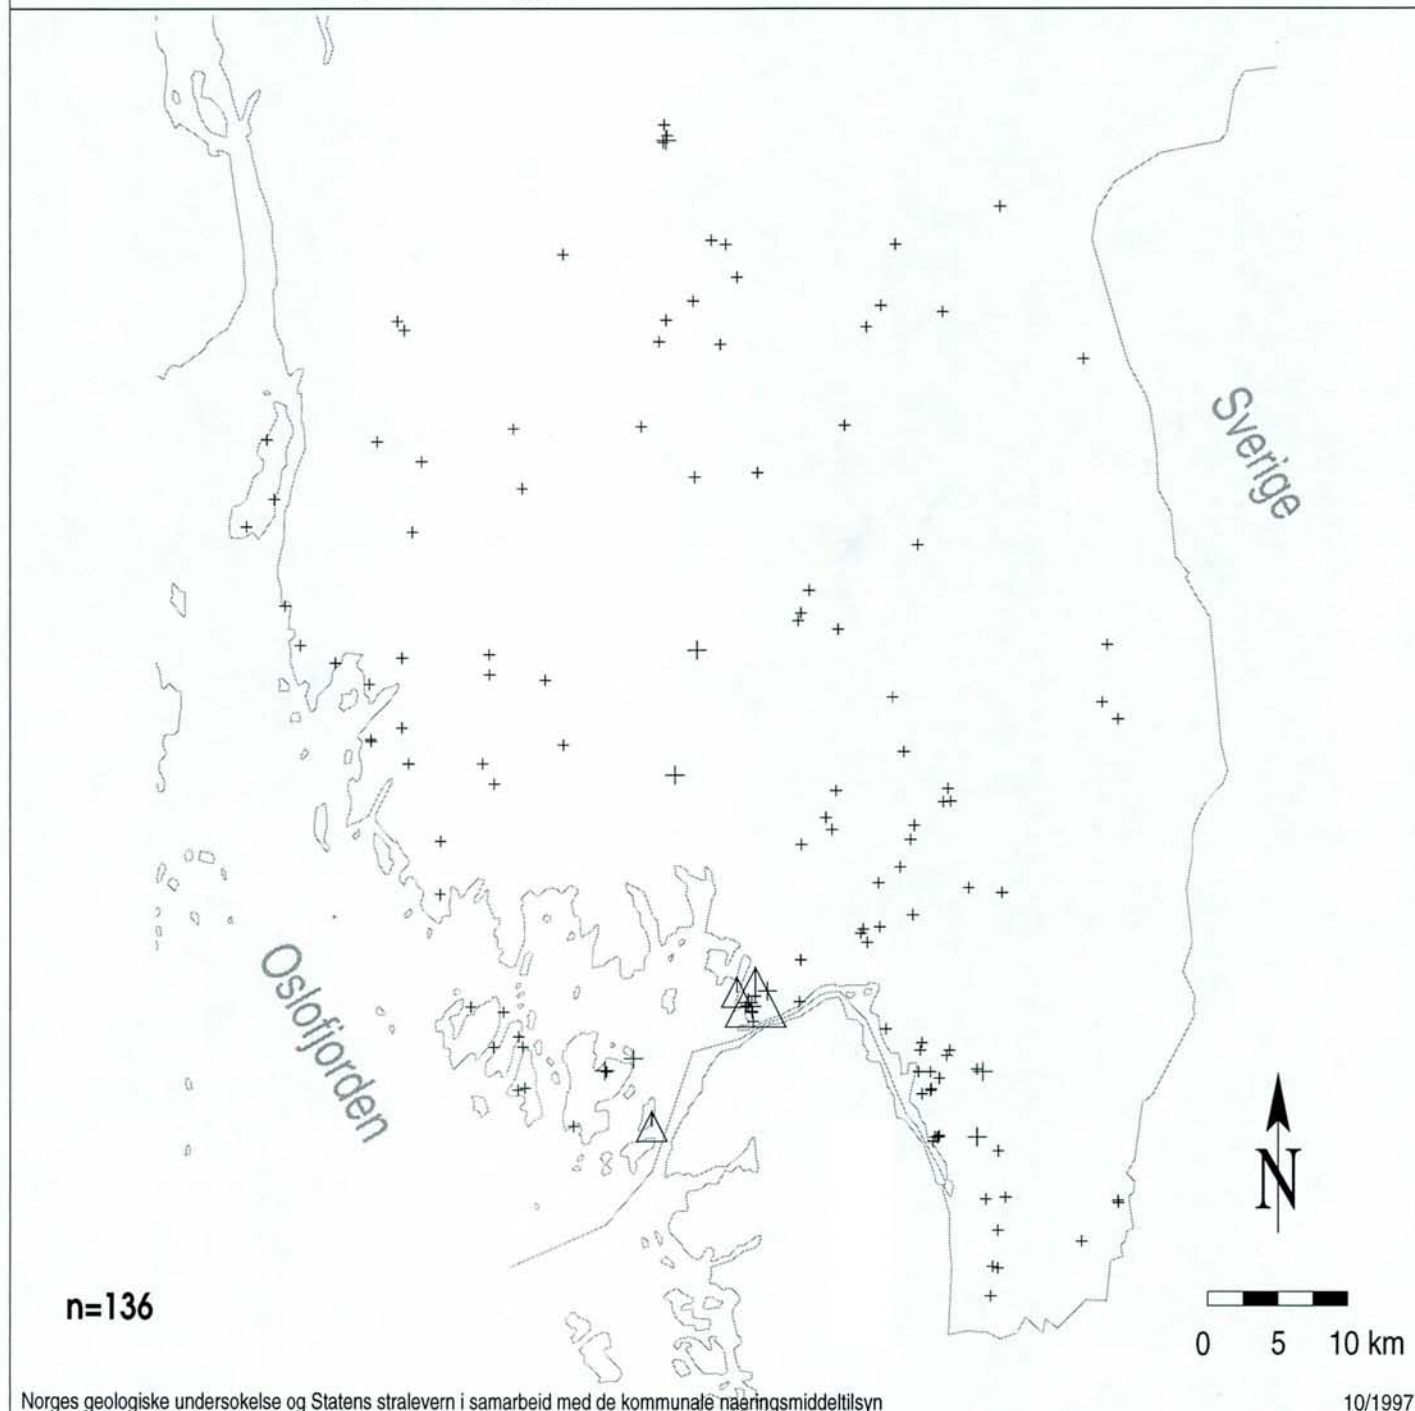 Sverige
Oslofjorden
N
n=136
0 5 10 km
Norges geologiske undersokelse og Statens stralevern i samarbeid med de kommunale naeringsmiddeltilsyn
10/1997